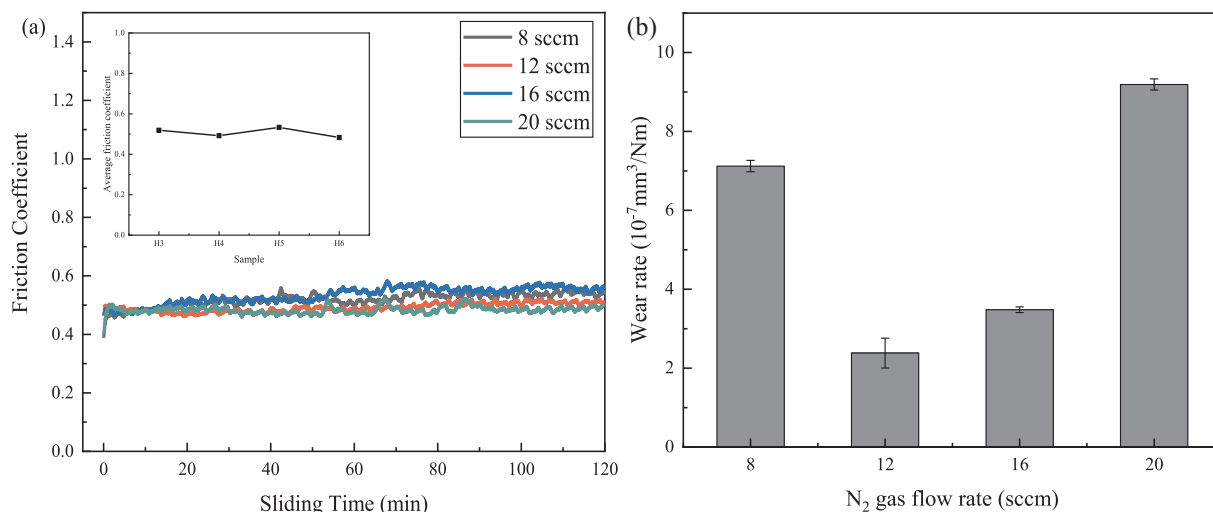 (a)
1.4
1.2
1.0
0.8
0.6
0.4
0.2
0.0
Friction Coefficient
0
20
40
60
80
100
120
Sliding Time (min)
8 sccm
12 sccm
16 sccm
20 sccm
1.0
0.8
0.6
0.4
0.2
0.0
Average friction coefficient
H3
H4
H5
H6
Sample
(b)
10
8
6
4
2
0
Wear rate (10⁻⁷mm³/Nm)
8
12
16
20
N₂ gas flow rate (sccm)